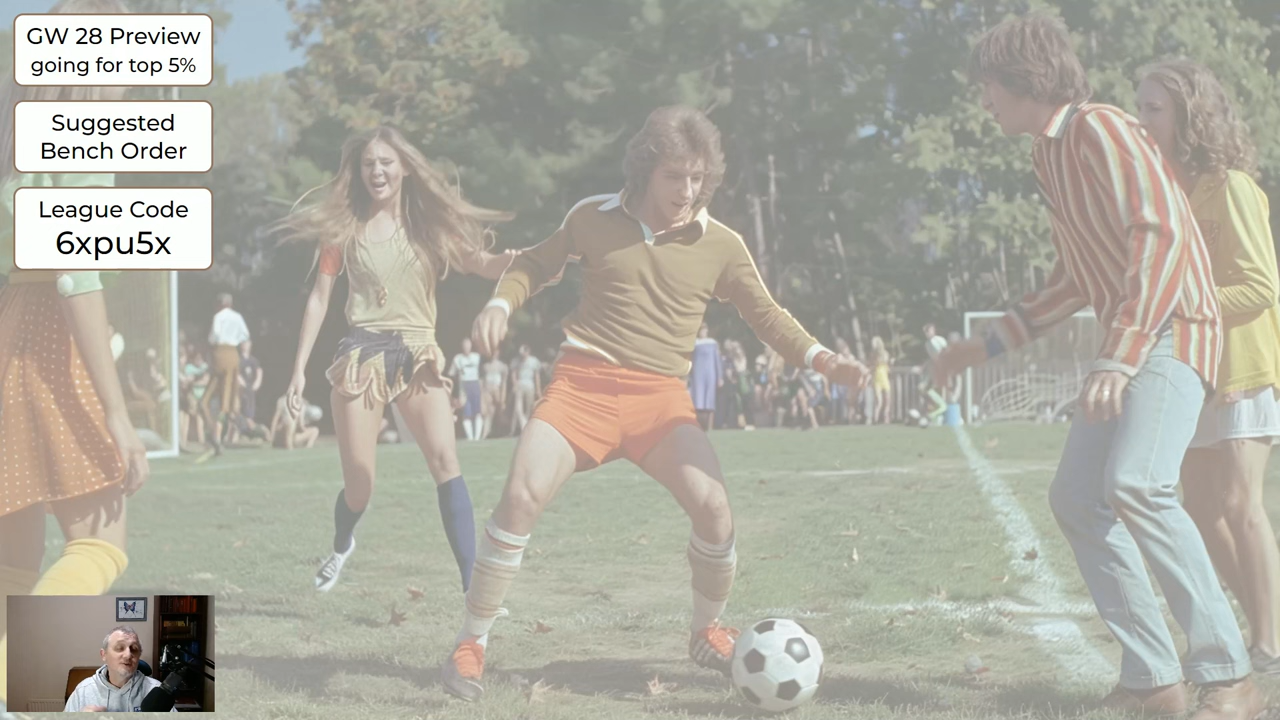 GW 28 Preview
going for top 5%
Suggested
Bench Order
League Code
6xpu5x